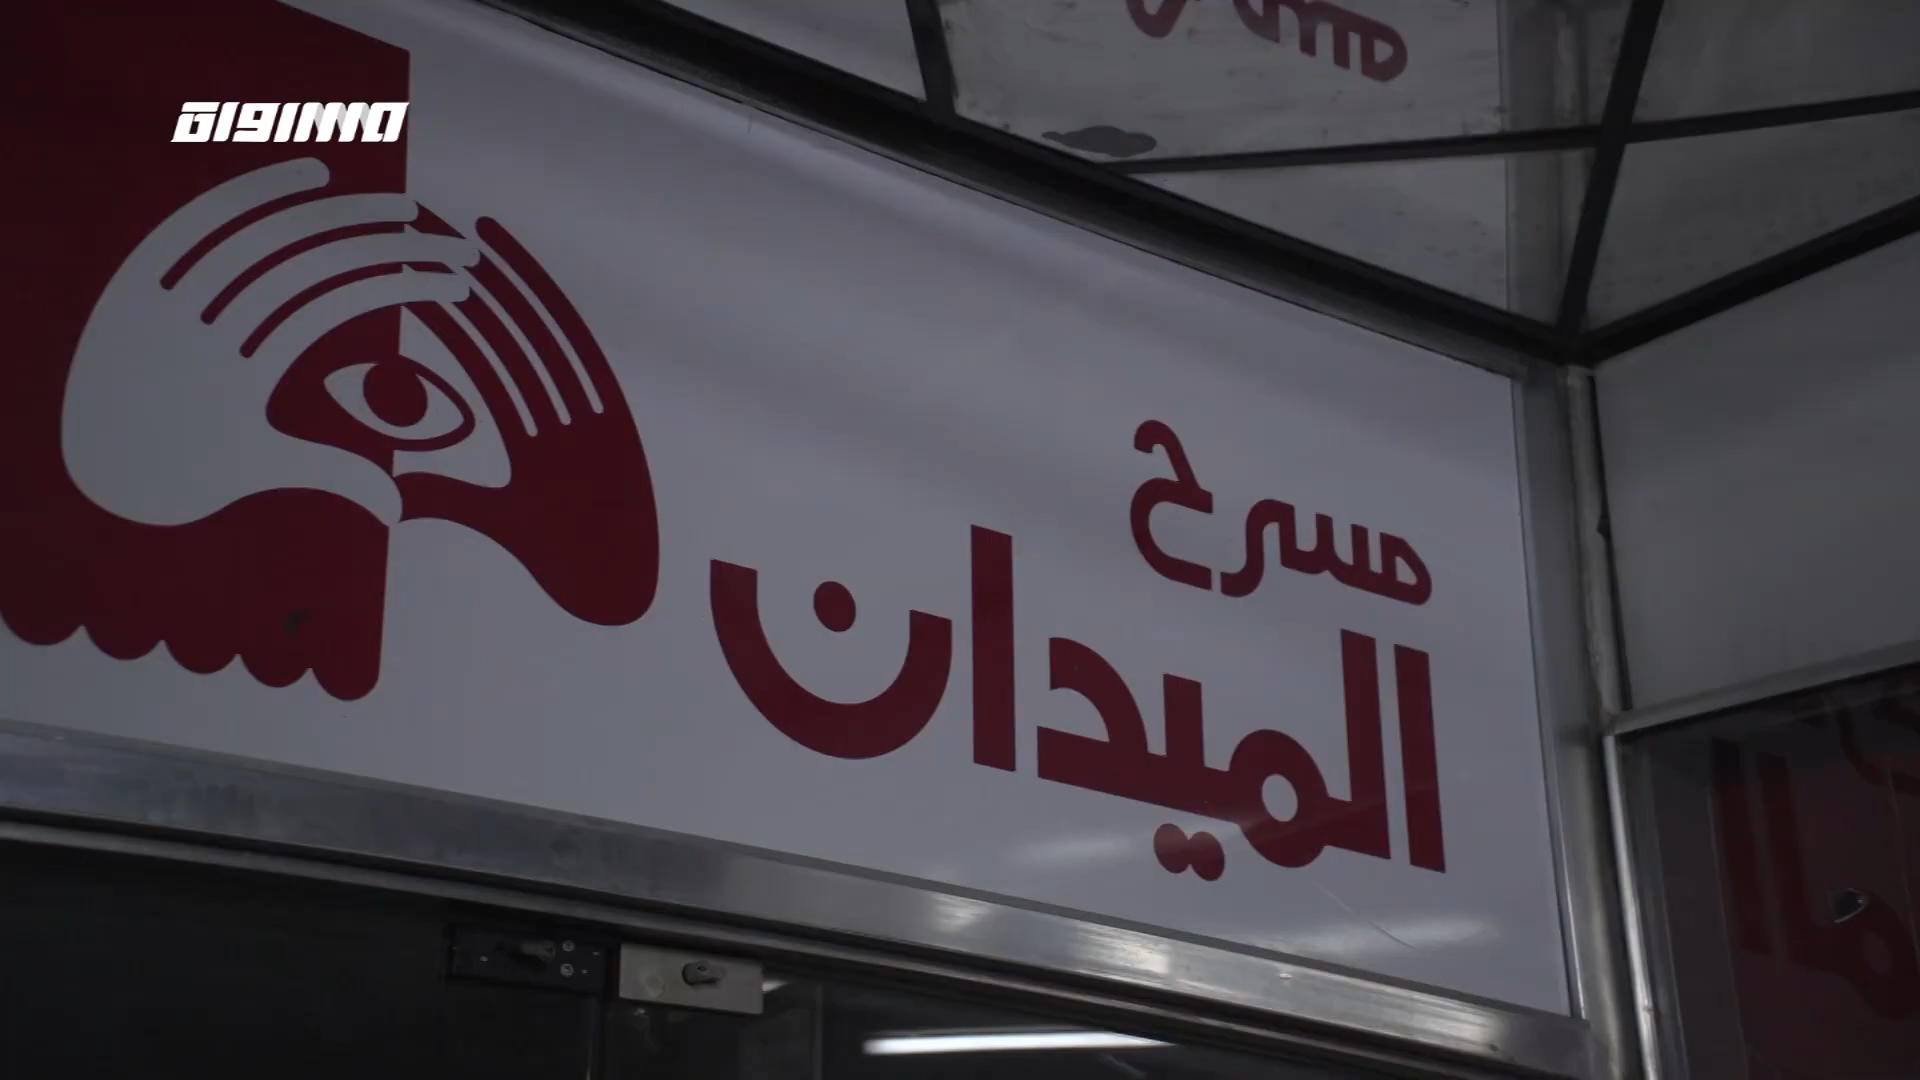 مساواة
مسرح
الميدان